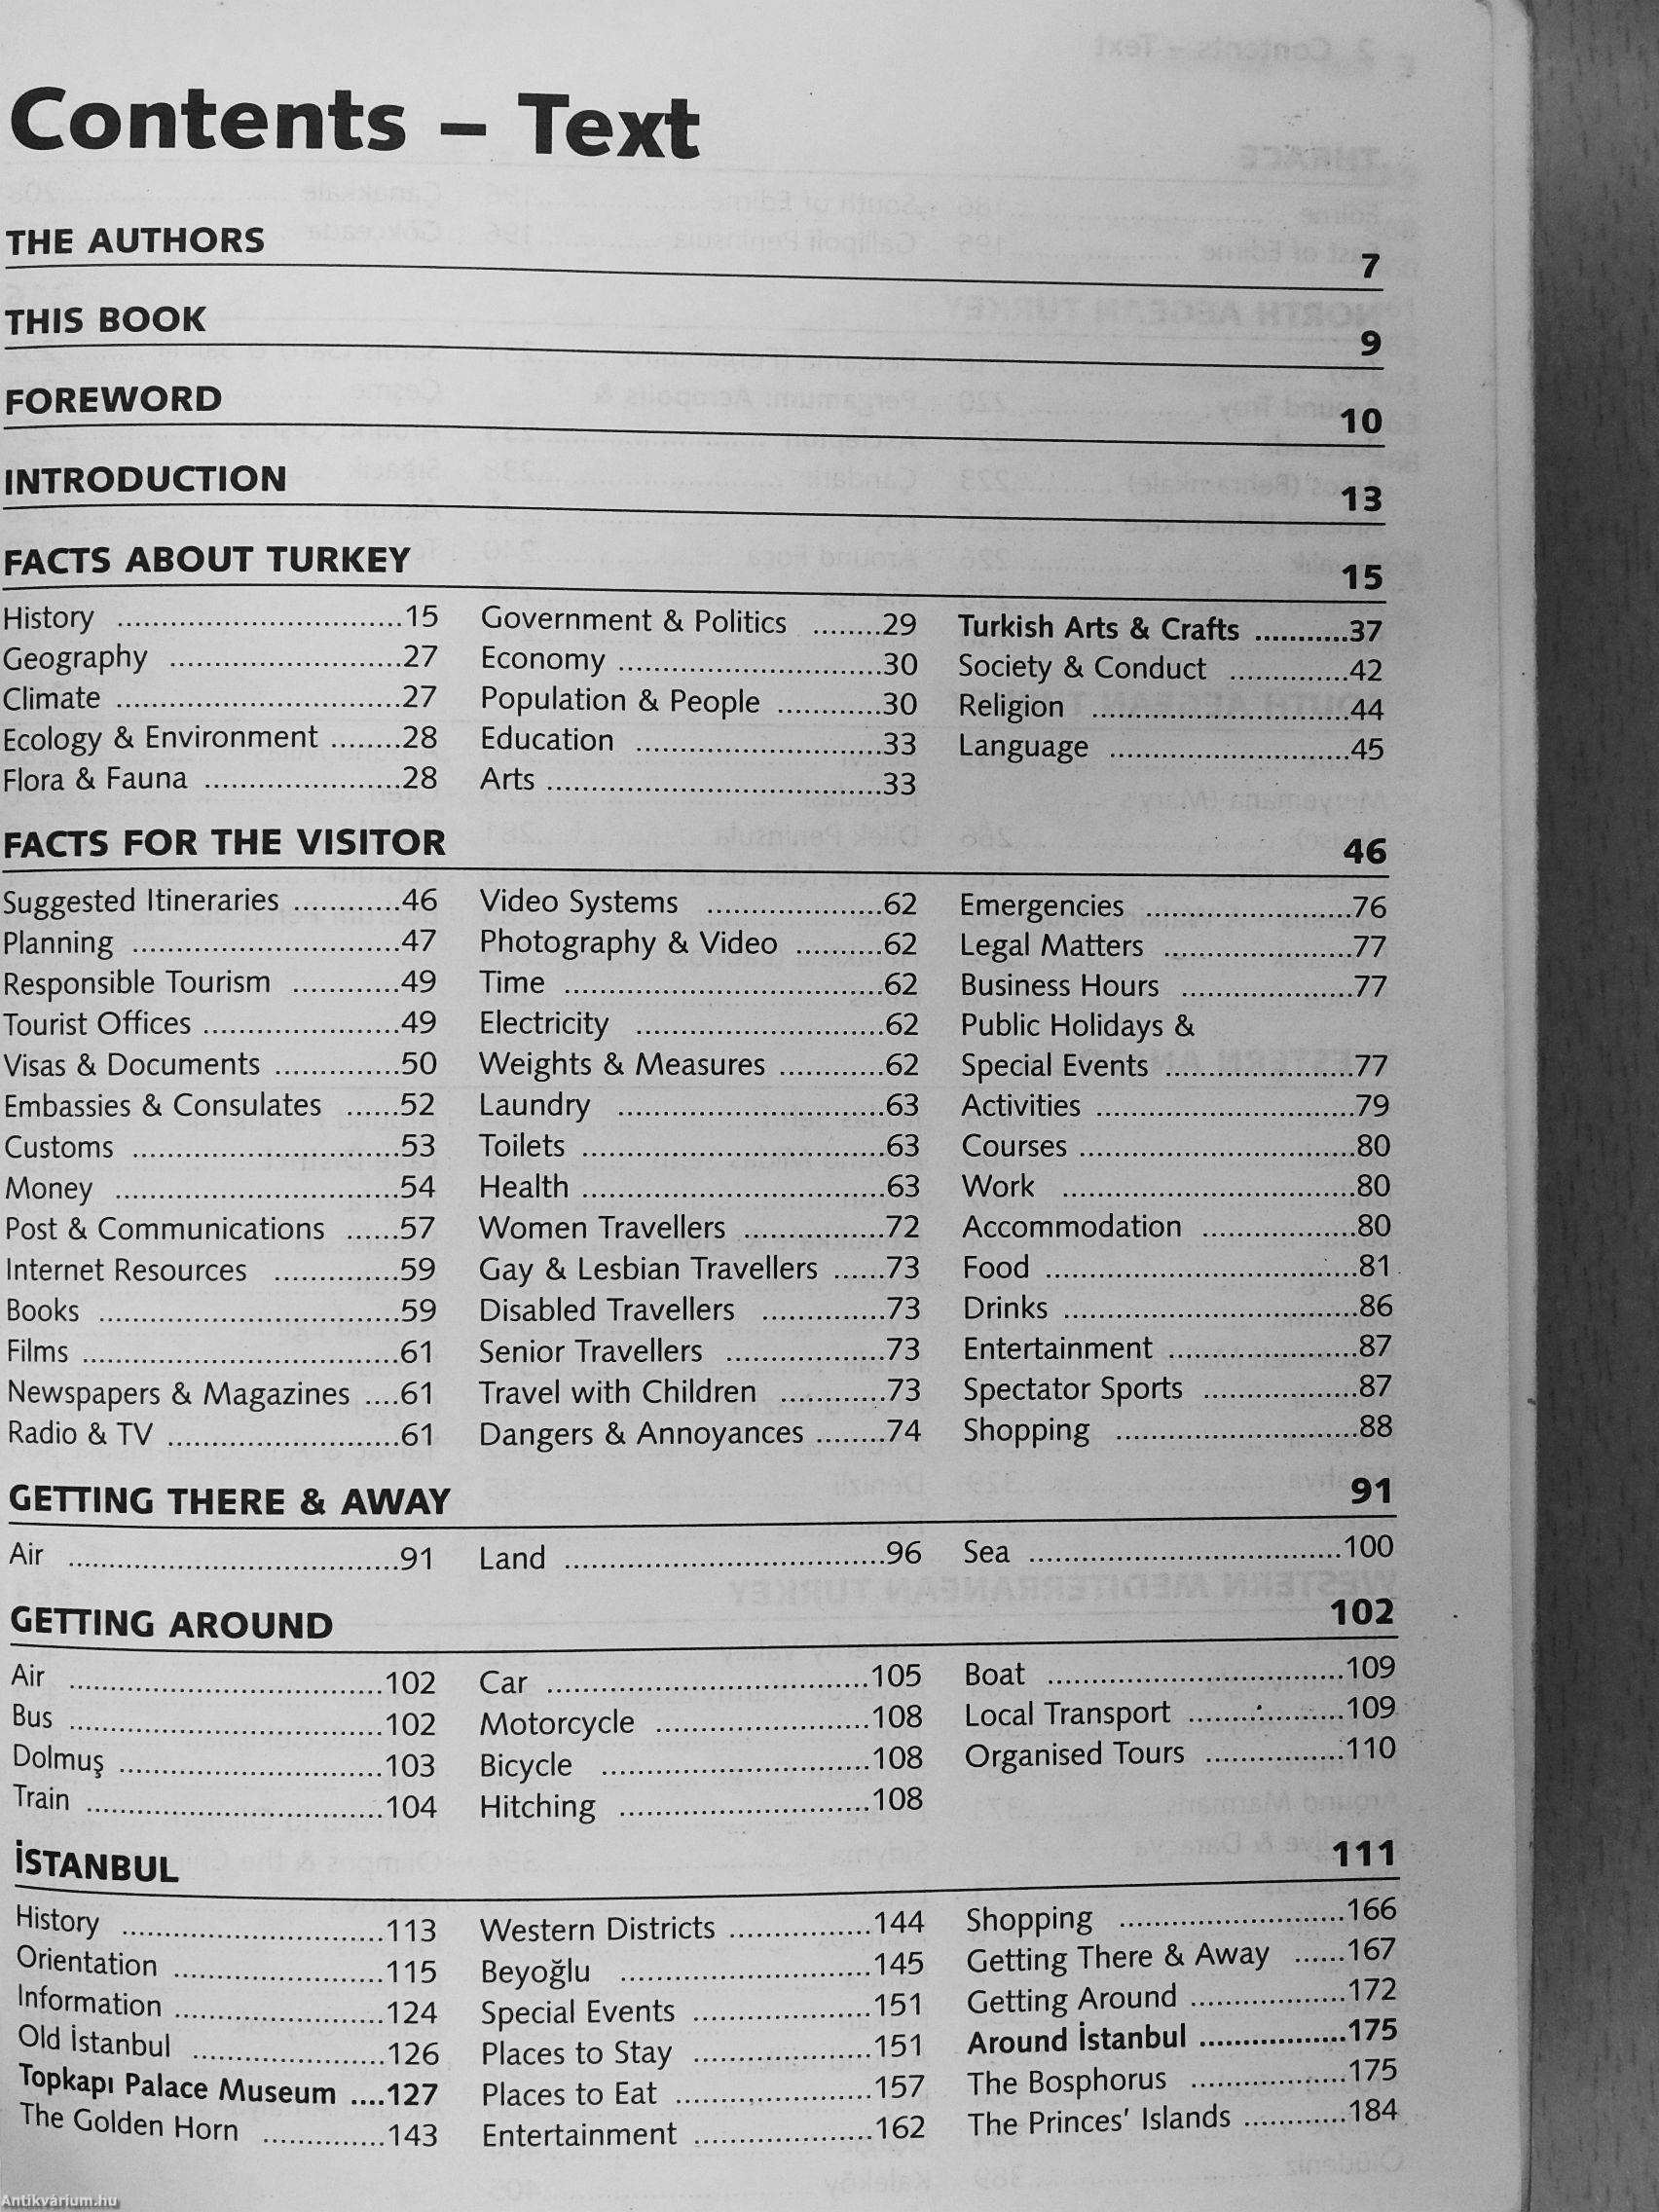 Contents – Text
THE AUTHORS 7
THIS BOOK 9
FOREWORD 10
INTRODUCTION 13
FACTS ABOUT TURKEY 15
History ................................15
Geography ..........................27
Climate ................................27
Ecology & Environment ........28
Flora & Fauna ......................28
Government & Politics ........29
Economy ..............................30
Population & People ............30
Education ............................33
Arts ......................................33
Turkish Arts & Crafts ...........37
Society & Conduct ..............42
Religion ..............................44
Language ............................45
FACTS FOR THE VISITOR 46
Suggested Itineraries ............46
Planning ..............................47
Responsible Tourism ............49
Tourist Offices ......................49
Visas & Documents ..............50
Embassies & Consulates ......52
Customs ..............................53
Money ................................54
Post & Communications ......57
Internet Resources ..............59
Books ..................................59
Films ....................................61
Newspapers & Magazines ....61
Radio & TV ..........................61
Video Systems ....................62
Photography & Video ..........62
Time ....................................62
Electricity ............................62
Weights & Measures ............62
Laundry ..............................63
Toilets ..................................63
Health ..................................63
Women Travellers ................72
Gay & Lesbian Travellers ......73
Disabled Travellers ..............73
Senior Travellers ..................73
Travel with Children ............73
Dangers & Annoyances ........74
Emergencies ........................76
Legal Matters ......................77
Business Hours ....................77
Public Holidays &
Special Events ......................77
Activities ..............................79
Courses ................................80
Work ..................................80
Accommodation ..................80
Food ....................................81
Drinks ..................................86
Entertainment ......................87
Spectator Sports ..................87
Shopping ............................88
GETTING THERE & AWAY 91
Air ......................................91
Land ....................................96
Sea ....................................100
GETTING AROUND 102
Air ....................................102
Bus ....................................102
Dolmuş ..............................103
Train ..................................104
Car ....................................105
Motorcycle ........................108
Bicycle ..............................108
Hitching ............................108
Boat ..................................109
Local Transport ..................109
Organised Tours ................110
İSTANBUL 111
History ..............................113
Orientation ........................115
Information ........................124
Old İstanbul ......................126
Topkapı Palace Museum ....127
The Golden Horn ..............143
Western Districts ................144
Beyoğlu ............................145
Special Events ....................151
Places to Stay ....................151
Places to Eat ......................157
Entertainment ....................162
Shopping ..........................166
Getting There & Away ......167
Getting Around ..................172
Around İstanbul .................175
The Bosphorus ..................175
The Princes’ Islands ............184
Antikvárium.hu